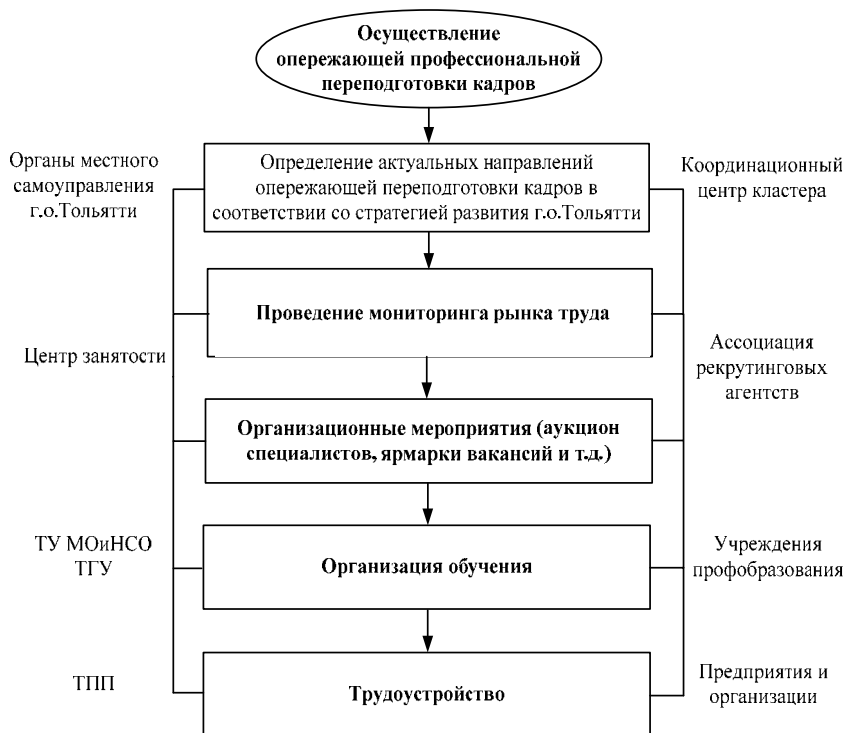 Осуществление
опережающей профессиональной
переподготовки кадров
Органы местного
самоуправления
г.о.Тольятти
Определение актуальных направлений
опережающей переподготовки кадров в
соответствии со стратегией развития г.о.Тольятти
Координационный
центр кластера
Проведение мониторинга рынка труда
Центр занятости
Ассоциация
рекрутинговых
агентств
Организационные мероприятия (аукцион
специалистов, ярмарки вакансий и т.д.)
ТУ МОиНСО
ТГУ
Организация обучения
Учреждения
профобразования
ТПП
Трудоустройство
Предприятия и
организации